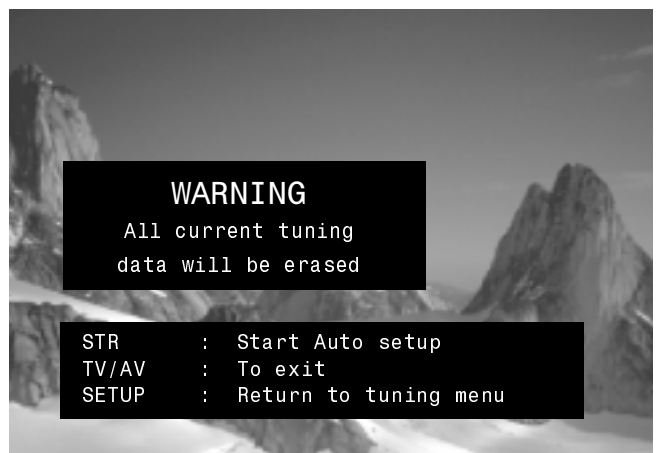 WARNING
All current tuning
data will be erased
STR : Start Auto setup
TV/AV : To exit
SETUP : Return to tuning menu